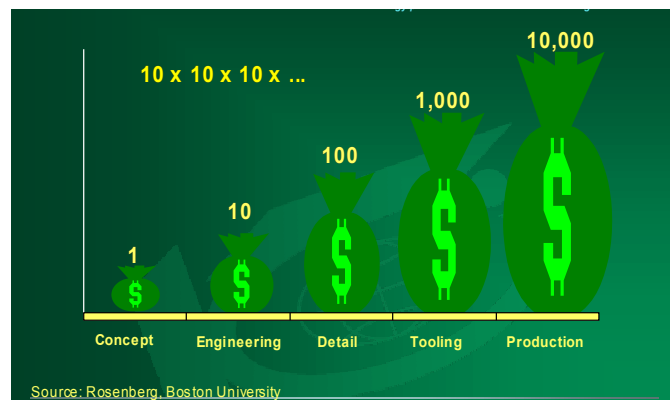 10,000
10 x 10 x 10 x ...
1,000
100
10
1
$ $ $ $ $
Concept Engineering Detail Tooling Production
Source: Rosenberg, Boston University